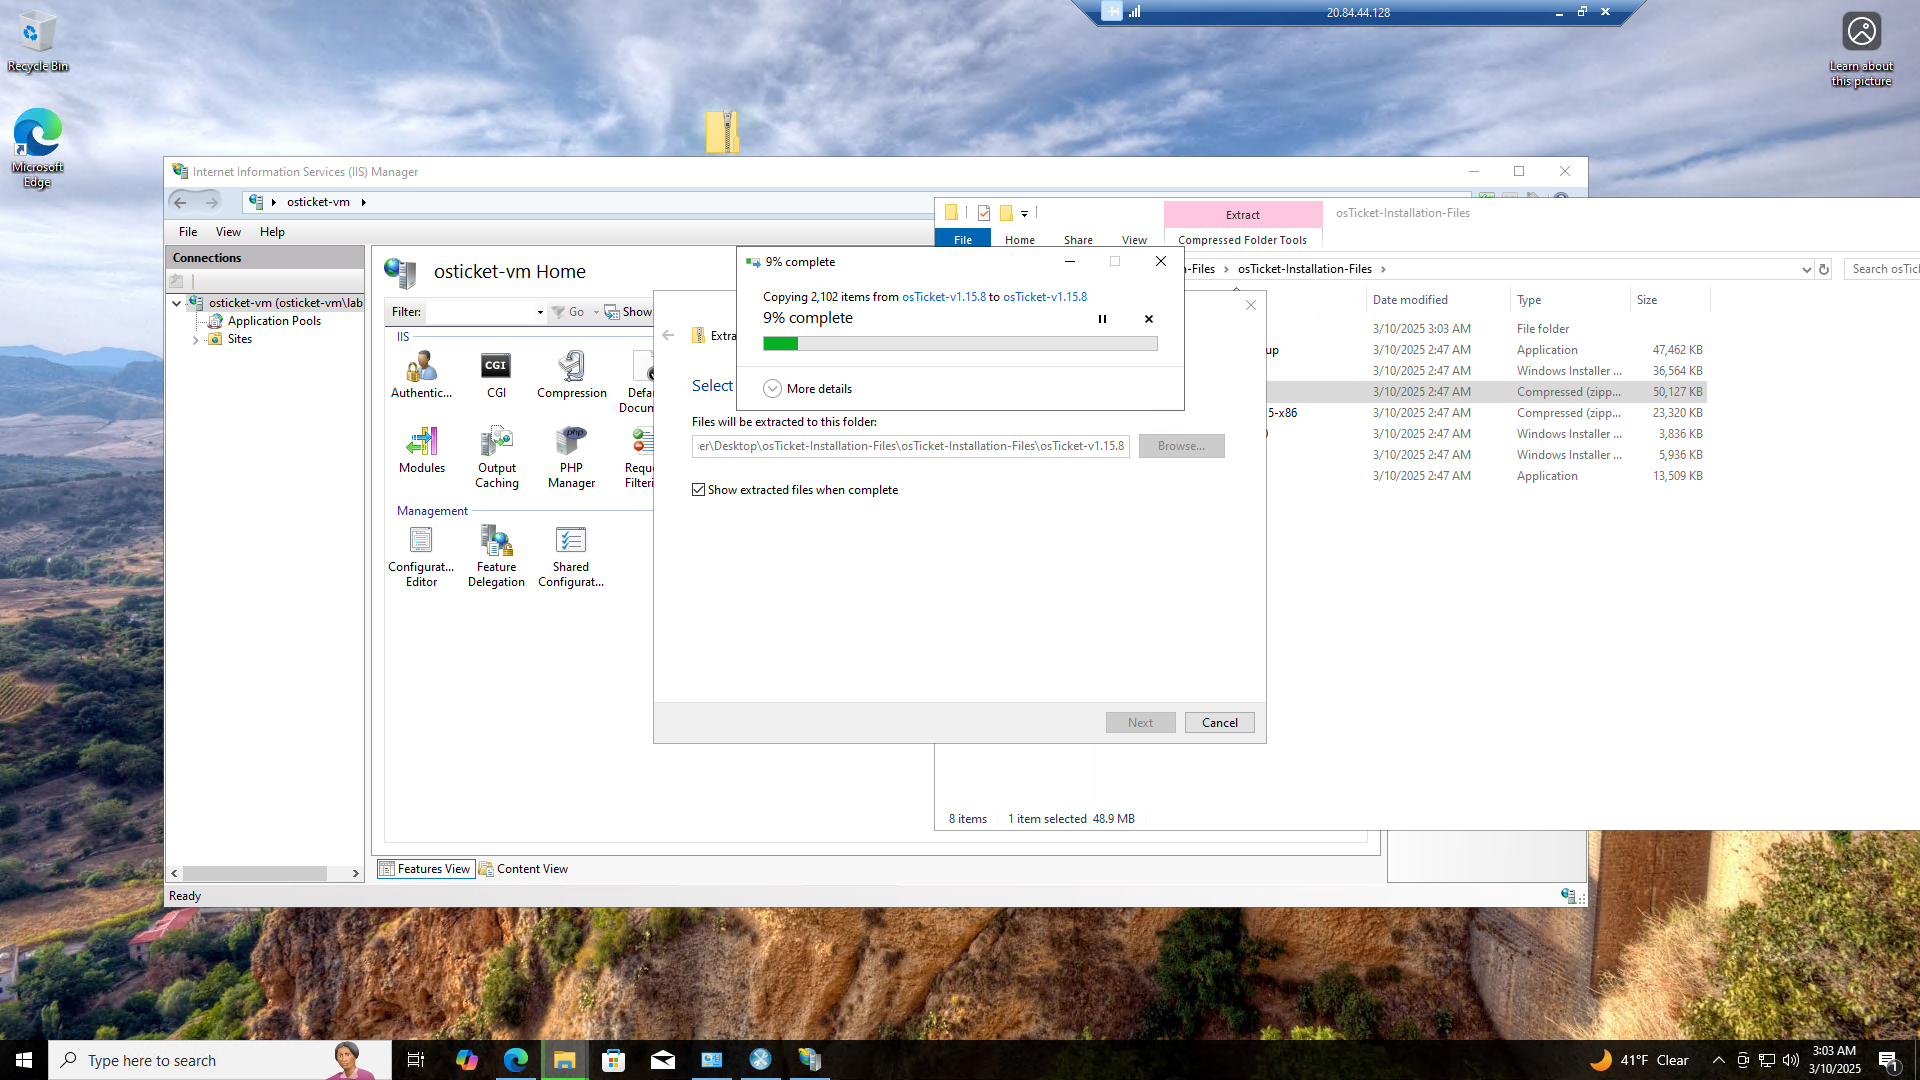 20.84.44.128
Recycle Bin
Learn about
this picture
Microsoft
Edge
Internet Information Services (IIS) Manager
osticket-vm
File View Help
Connections
osticket-vm (osticket-vm\lab
Application Pools
Sites
osticket-vm Home
Filter:
Go
Show
IIS
Authentic...
CGI
CGI
Compression
Defau
Docum
Modules
Output
Caching
php
PHP
Manager
Reque
Filteri
Management
Configurat...
Editor
Feature
Delegation
Shared
Configurat...
Features View
Content View
Ready
Extract
osTicket-Installation-Files
File
Home
Share
View
Compressed Folder Tools
n-Files
osTicket-Installation-Files
Search osTic
Date modified
Type
Size
3/10/2025 3:03 AM File folder
up 3/10/2025 2:47 AM Application 47,462 KB
3/10/2025 2:47 AM Windows Installer ... 36,564 KB
3/10/2025 2:47 AM Compressed (zipp... 50,127 KB
5-x86 3/10/2025 2:47 AM Compressed (zipp... 23,320 KB
) 3/10/2025 2:47 AM Windows Installer ... 3,836 KB
3/10/2025 2:47 AM Windows Installer ... 5,936 KB
3/10/2025 2:47 AM Application 13,509 KB
8 items
1 item selected 48.9 MB
9% complete
Copying 2,102 items from osTicket-v1.15.8 to osTicket-v1.15.8
9% complete
More details
Extra
Select
Files will be extracted to this folder:
er\Desktop\osTicket-Installation-Files\osTicket-Installation-Files\osTicket-v1.15.8
Browse...
Show extracted files when complete
Next
Cancel
Type here to search
41°F Clear
3:03 AM
3/10/2025
1